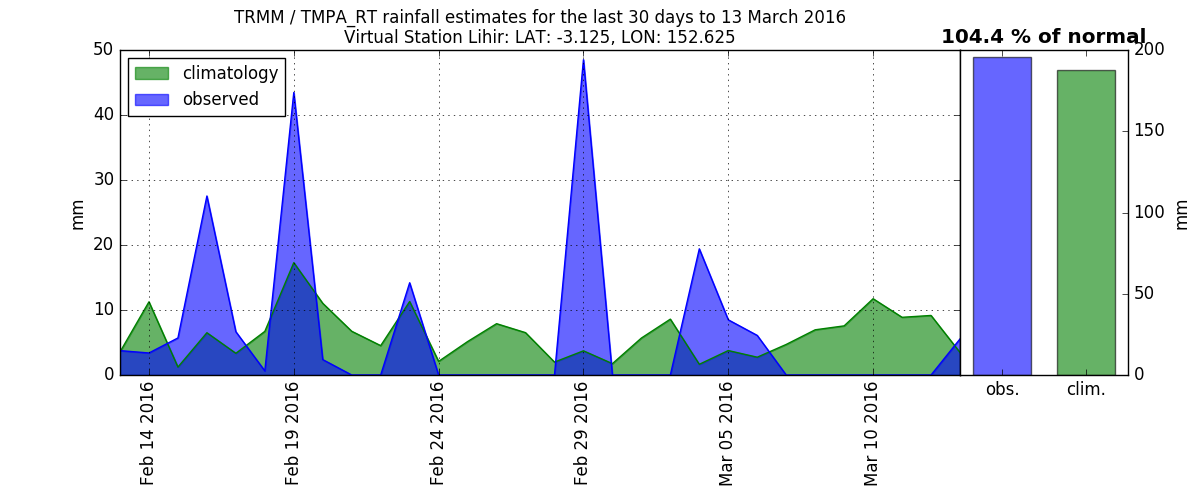 TRMM / TMPA_RT rainfall estimates for the last 30 days to 13 March 2016
Virtual Station Lihir: LAT: -3.125, LON: 152.625
104.4 % of normal
climatology
observed
mm
50
40
30
20
10
0
Feb 14 2016
Feb 19 2016
Feb 24 2016
Feb 29 2016
Mar 05 2016
Mar 10 2016
obs.
clim.
200
150
100
50
0
mm